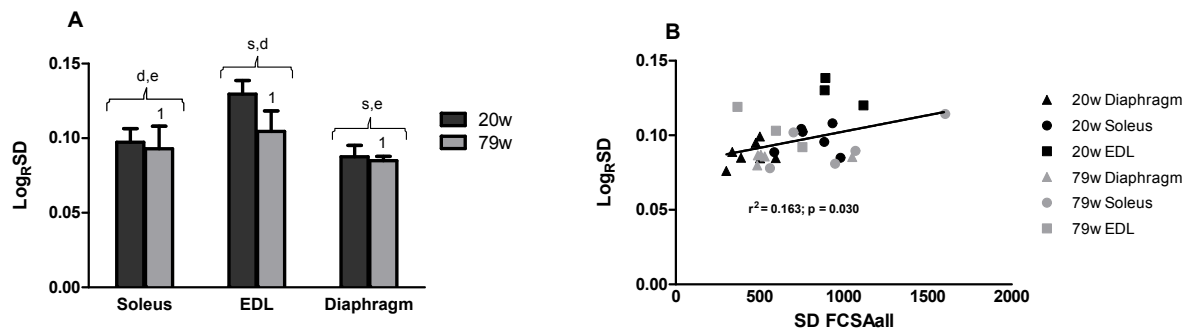 A
Log_RSD
0.15
0.10
0.05
0.00
d,e
1
s,d
1
s,e
1
Soleus EDL Diaphragm
20w
79w
B
Log_RSD
0.15
0.10
0.05
0.00
r² = 0.163; p = 0.030
0 500 1000 1500 2000
SD FCSAall
20w Diaphragm
20w Soleus
20w EDL
79w Diaphragm
79w Soleus
79w EDL